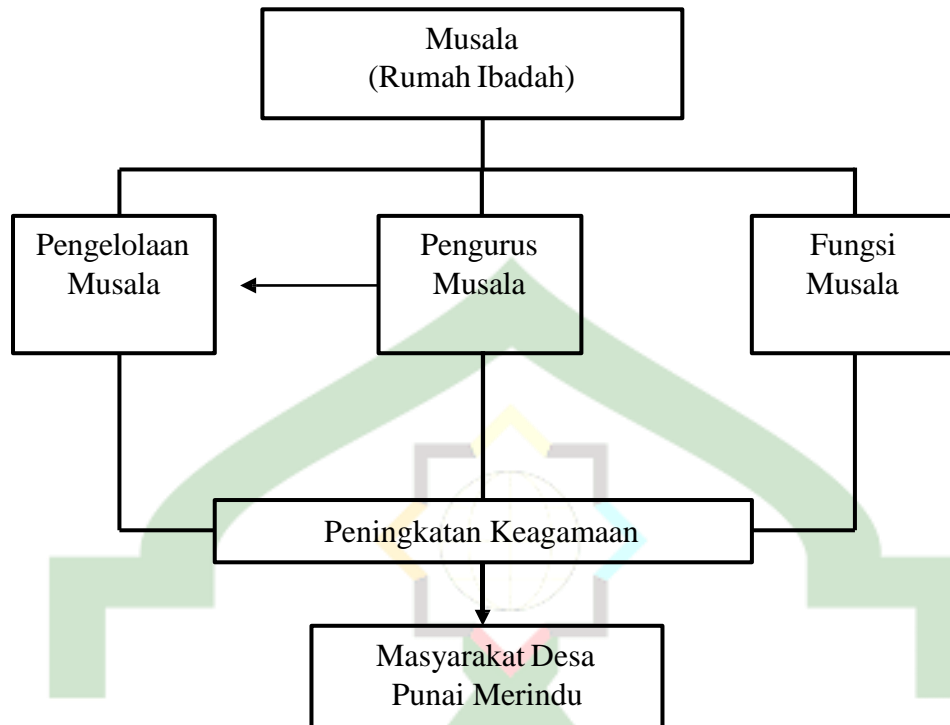 Musala
(Rumah Ibadah)
Pengelolaan
Musala
Pengurus
Musala
Fungsi
Musala
Peningkatan Keagamaan
Masyarakat Desa
Punai Merindu